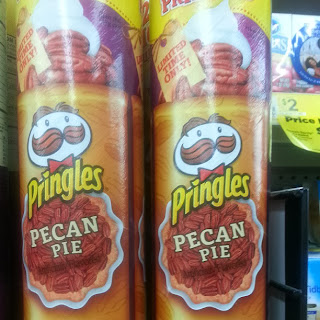 LIMITED
TIME
ONLY!
Pringles
PECAN
PIE
LIMITED
TIME
ONLY!
Pringles
PECAN
PIE
$2
Price